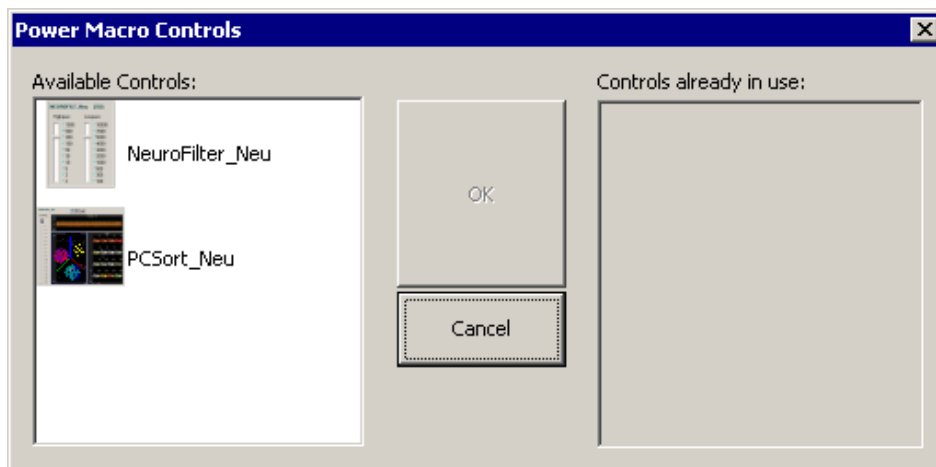 Power Macro Controls
Available Controls:
Controls already in use:
NeuroFilter_Neu
OK
PCSort_Neu
Cancel